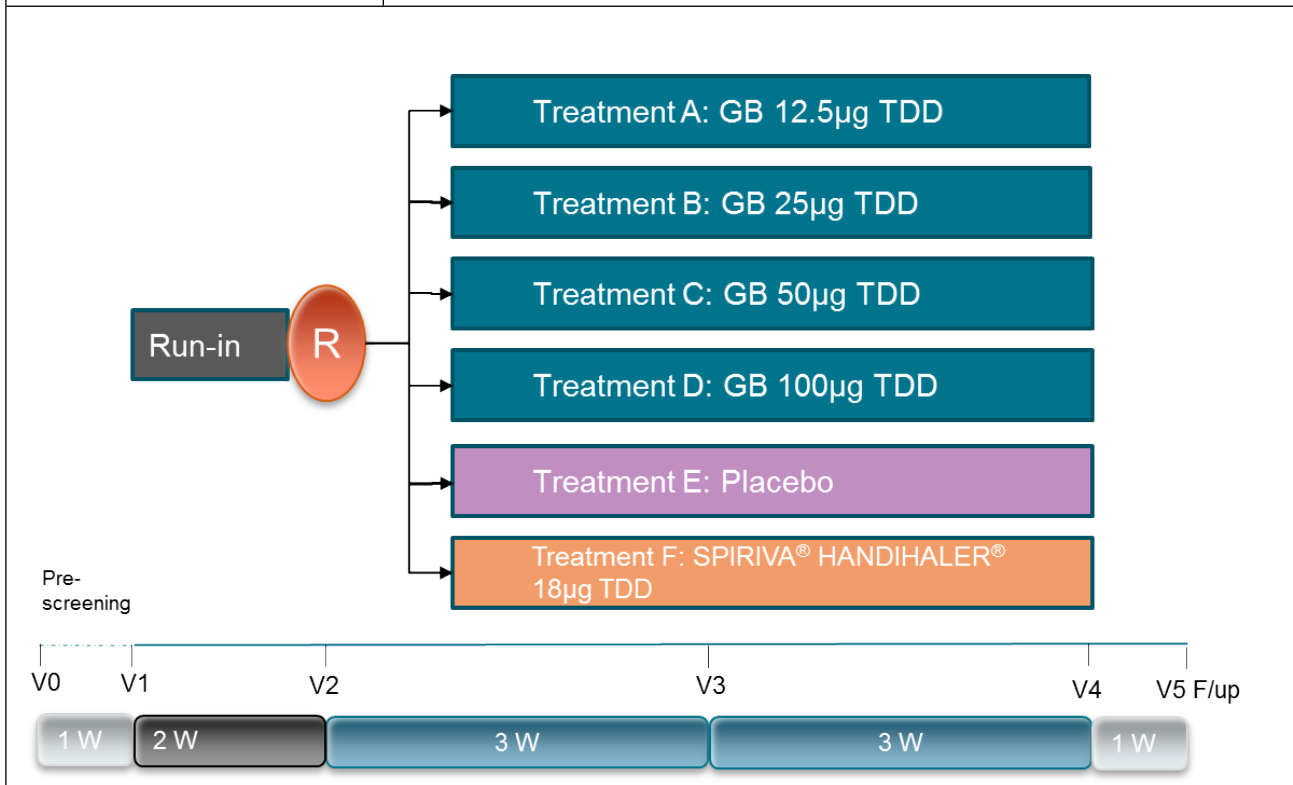 Treatment A: GB 12.5µg TDD
Treatment B: GB 25µg TDD
Treatment C: GB 50µg TDD
Run-in
R
Treatment D: GB 100µg TDD
Treatment E: Placebo
Treatment F: SPIRIVA® HANDIHALER®
18µg TDD
Pre-
screening
V0 V1 V2 V3 V4 V5 F/up
1 W 2 W 3 W 3 W 1 W